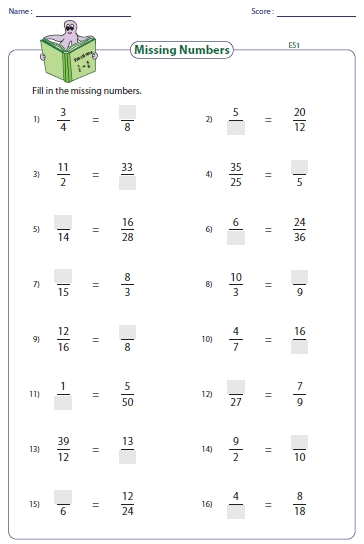 Name : Score :
Missing Numbers
ES1
Fill in the missing numbers.
1) 3/4 = /8
2) 5/ = 20/12
3) 11/2 = 33/
4) 35/25 = /5
5) /14 = 16/28
6) 6/ = 24/36
7) /15 = 8/3
8) 10/3 = /9
9) 12/16 = /8
10) 4/7 = 16/
11) 1/ = 5/50
12) /27 = 7/9
13) 39/12 = 13/
14) 9/2 = /10
15) /6 = 12/24
16) 4/ = 8/18